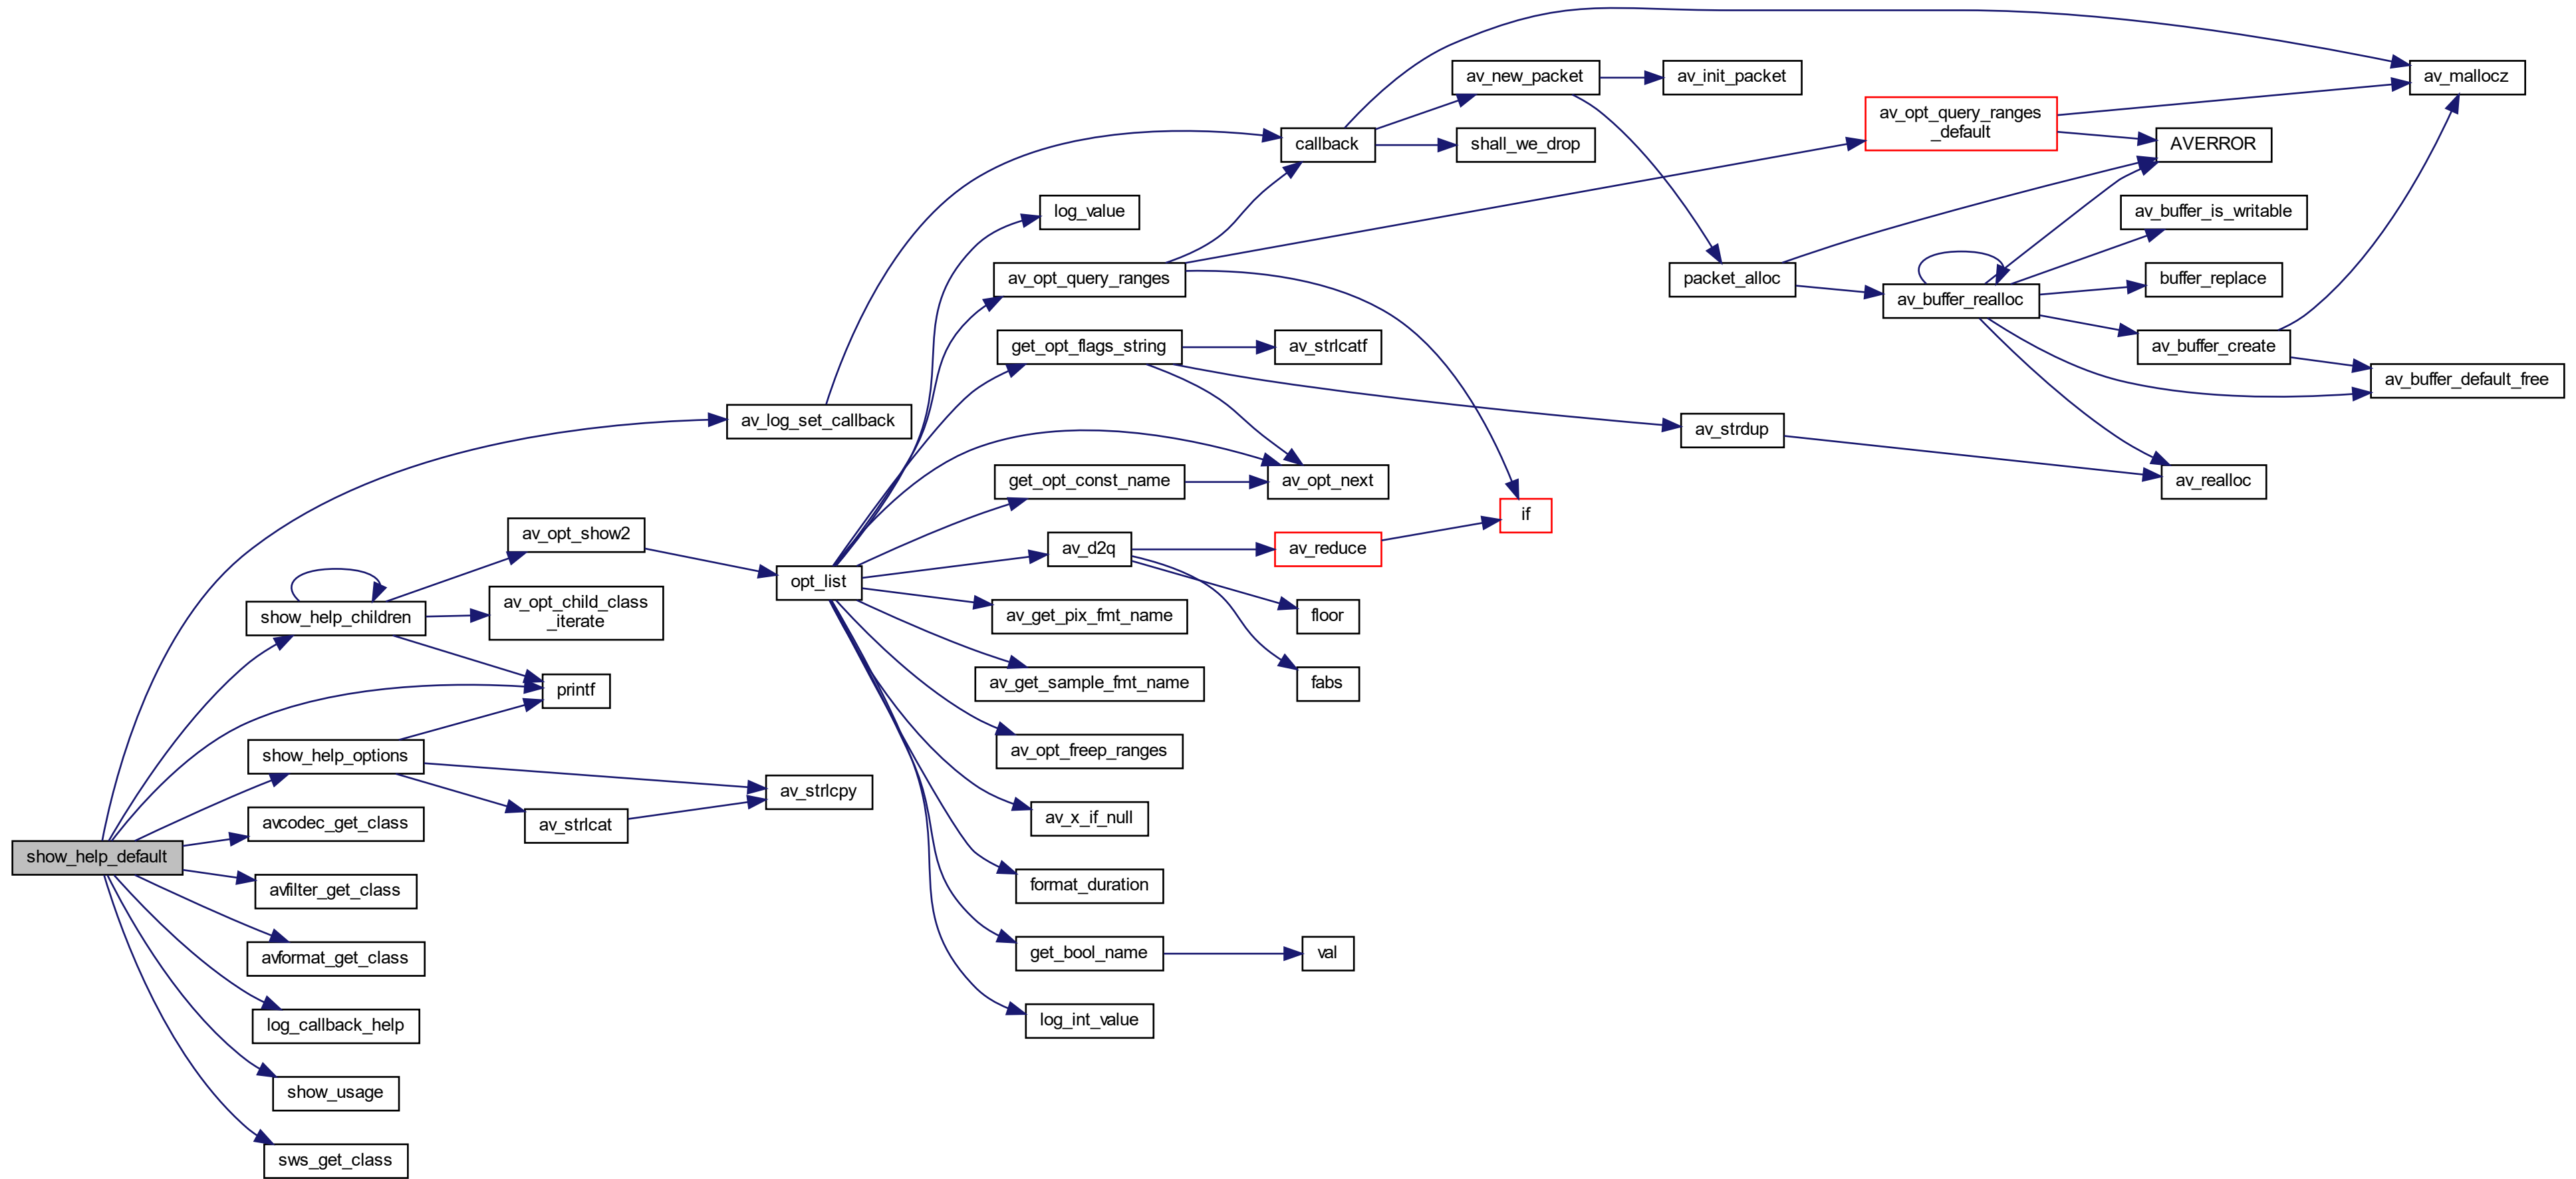 av_new_packet
av_init_packet
av_mallocz
av_opt_query_ranges
_default
callback
shall_we_drop
AVERROR
log_value
av_buffer_is_writable
av_opt_query_ranges
packet_alloc
buffer_replace
av_buffer_realloc
get_opt_flags_string
av_strlcatf
av_buffer_create
av_buffer_default_free
av_log_set_callback
av_strdup
get_opt_const_name
av_opt_next
av_realloc
if
av_opt_show2
av_d2q
av_reduce
opt_list
av_opt_child_class
_iterate
show_help_children
av_get_pix_fmt_name
floor
printf
av_get_sample_fmt_name
fabs
show_help_options
av_opt_freep_ranges
av_strlcpy
avcodec_get_class
av_strlcat
av_x_if_null
show_help_default
avfilter_get_class
format_duration
avformat_get_class
get_bool_name
val
log_callback_help
log_int_value
show_usage
sws_get_class